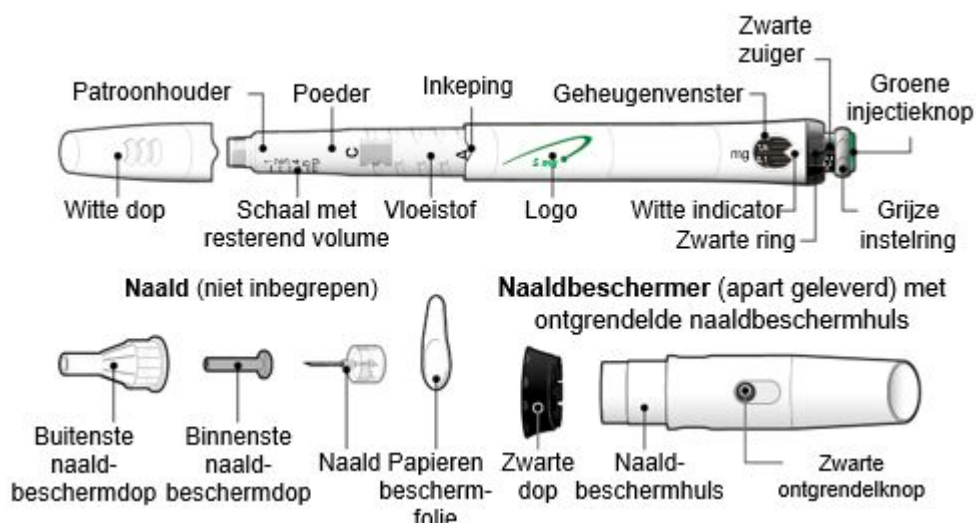 Zwarte
zuiger
Patroonhouder
Poeder
Inkeping
Geheugenvenster
Groene
injectieknop
C
A
mg
5 mg
Witte dop
Schaal met
resterend volume
Vloeistof
Logo
Witte indicator
Zwarte ring
Grijze
instelring
Naald (niet inbegrepen)
Naaldbeschermer (apart geleverd) met
ontgrendelde naaldbeschermhuls
Buitenste
naald-
beschermdop
Binnenste
naald-
beschermdop
Naald
Papieren
bescherm-
folie
Zwarte
dop
Naald-
beschermhuls
Zwarte
ontgrendelknop